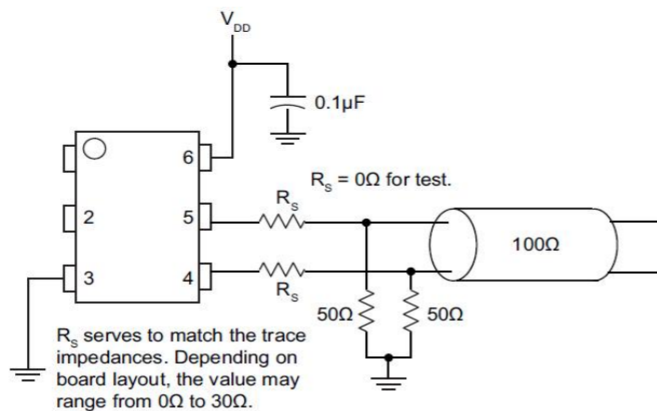 V_DD
0.1µF
6
R_S = 0Ω for test.
R_S
2
5
100Ω
3
4
R_S
50Ω
50Ω
R_S serves to match the trace
impedances. Depending on
board layout, the value may
range from 0Ω to 30Ω.